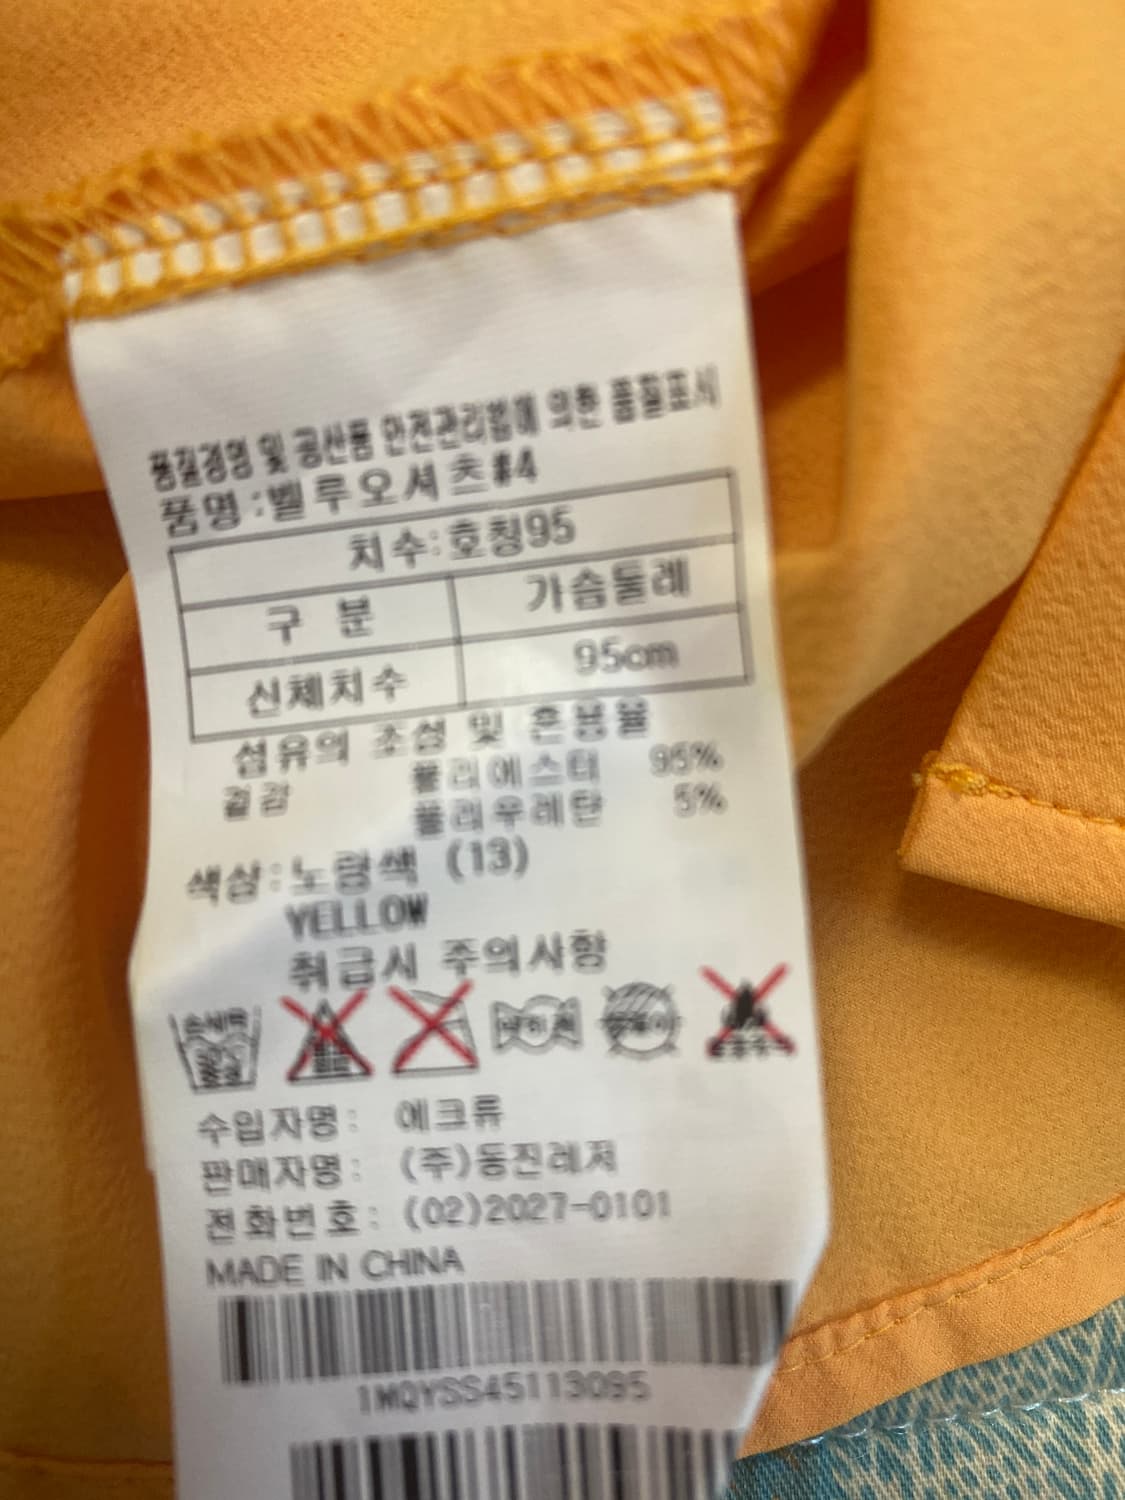 품질경영 및 공산품 안전관리법에 의한 품질표시
품명:벨루오셔츠#4
치수:호칭95
구 분 가슴둘레
신체치수 95cm
섬유의 조성 및 혼용율
겉감 폴리에스터 95%
폴리우레탄 5%
색상:노랑색 (13)
YELLOW
취급시 주의사항
손세탁
수입자명: 에크류
판매자명: (주)동진레저
전화번호: (02)2027-0101
MADE IN CHINA
1MQYSS45113095